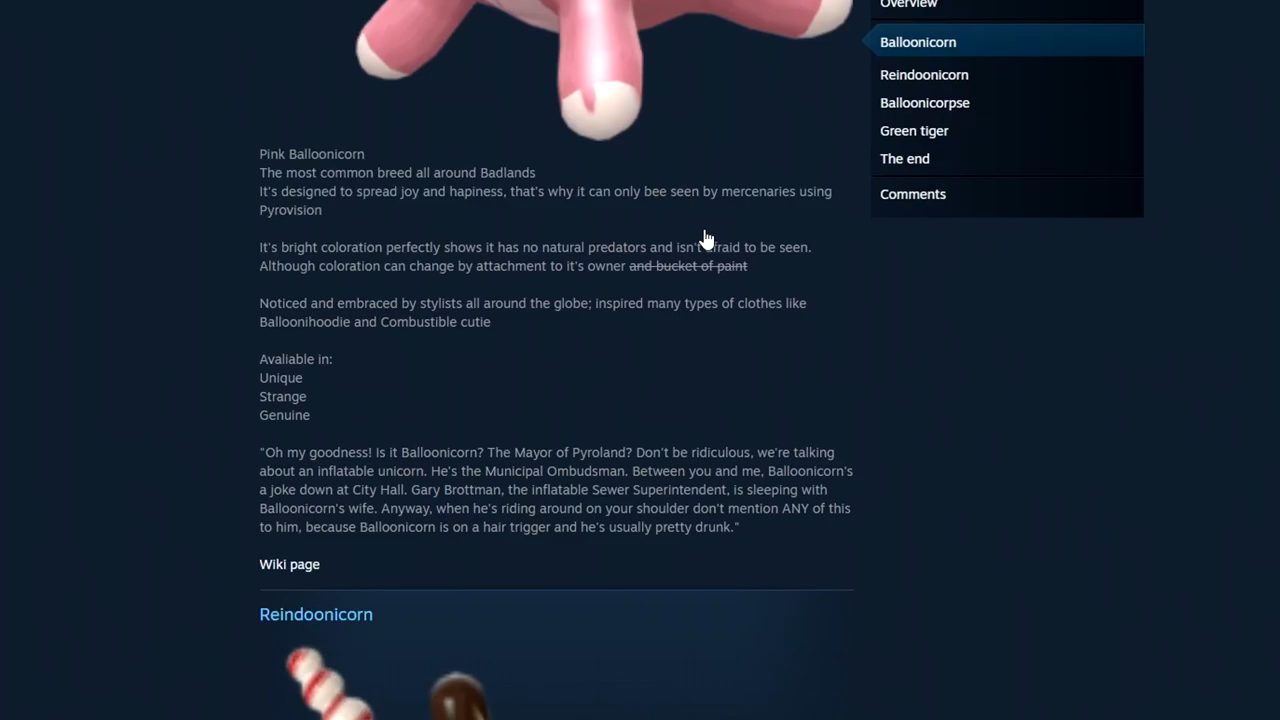 Overview
Balloonicorn
Reindoonicorn
Balloonicorpse
Green tiger
The end
Comments
Pink Balloonicorn
The most common breed all around Badlands
It's designed to spread joy and hapiness, that's why it can only bee seen by mercenaries using
Pyrovision
It's bright coloration perfectly shows it has no natural predators and isn't afraid to be seen.
Although coloration can change by attachment to it's owner and bucket of paint
Noticed and embraced by stylists all around the globe; inspired many types of clothes like
Balloonihoodie and Combustible cutie
Avaliable in:
Unique
Strange
Genuine
"Oh my goodness! Is it Balloonicorn? The Mayor of Pyroland? Don't be ridiculous, we're talking
about an inflatable unicorn. He's the Municipal Ombudsman. Between you and me, Balloonicorn's
a joke down at City Hall. Gary Brottman, the inflatable Sewer Superintendent, is sleeping with
Balloonicorn's wife. Anyway, when he's riding around on your shoulder don't mention ANY of this
to him, because Balloonicorn is on a hair trigger and he's usually pretty drunk."
Wiki page
Reindoonicorn